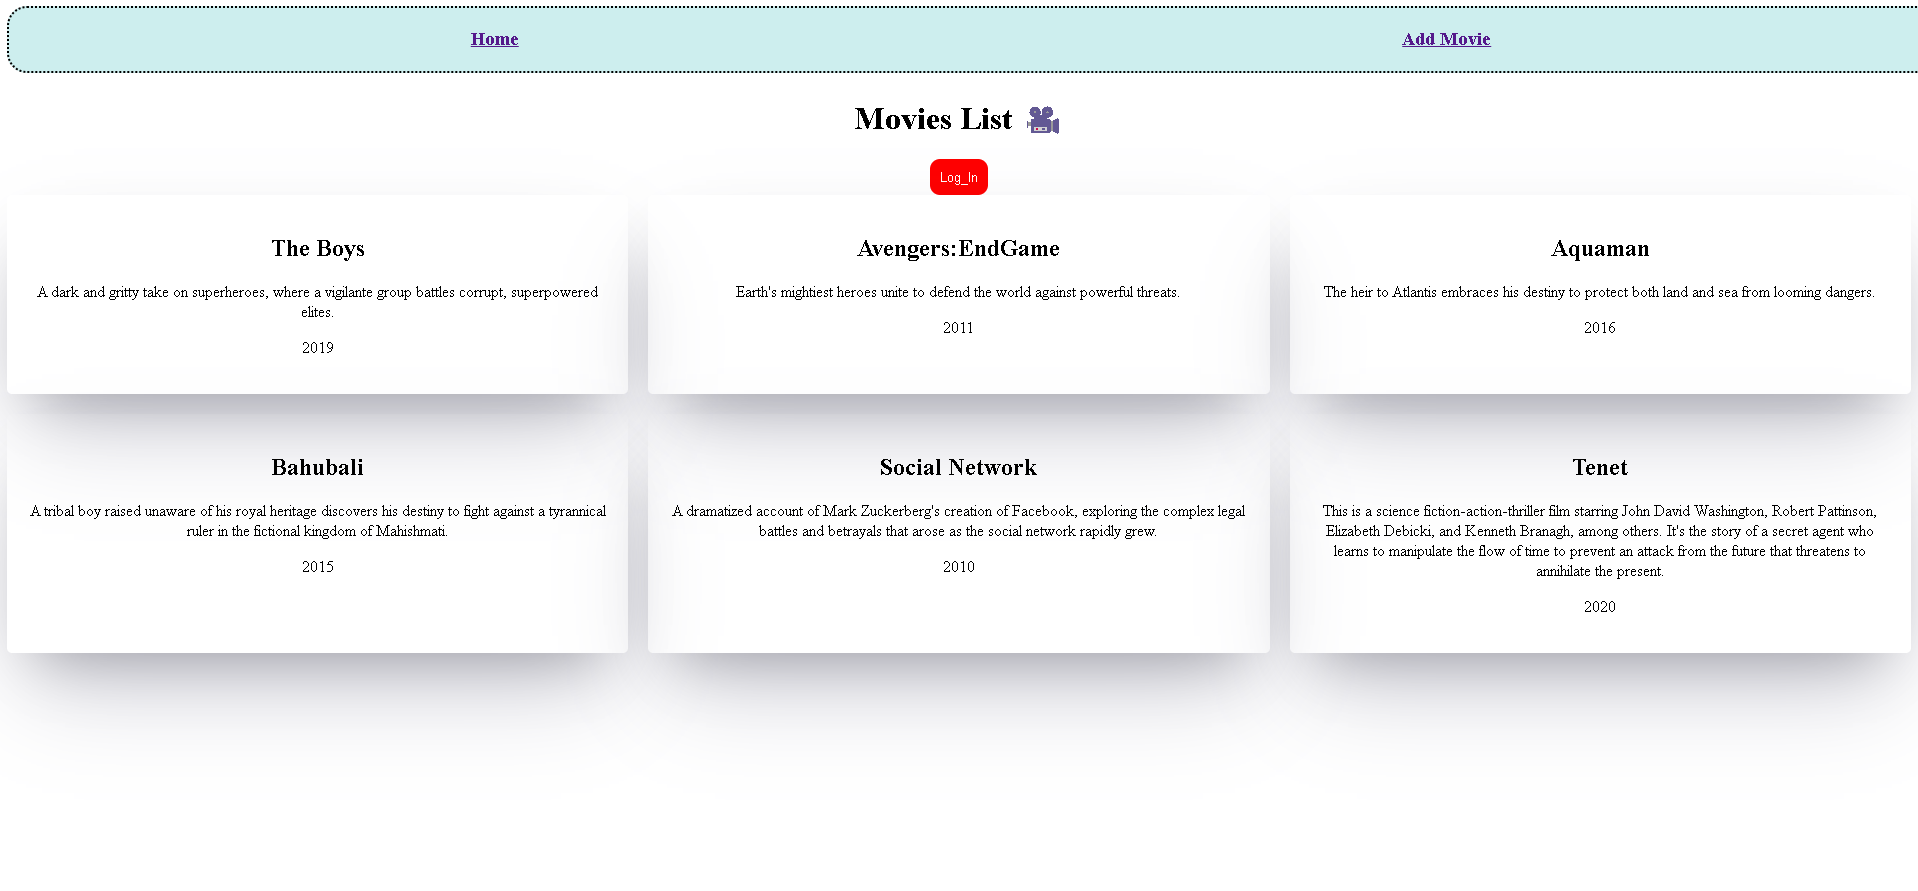 Home
Add Movie
Movies List
Log_In
The Boys
A dark and gritty take on superheroes, where a vigilante group battles corrupt, superpowered
elites.
2019
Avengers:EndGame
Earth's mightiest heroes unite to defend the world against powerful threats.
2011
Aquaman
The heir to Atlantis embraces his destiny to protect both land and sea from looming dangers.
2016
Bahubali
A tribal boy raised unaware of his royal heritage discovers his destiny to fight against a tyrannical
ruler in the fictional kingdom of Mahishmati.
2015
Social Network
A dramatized account of Mark Zuckerberg's creation of Facebook, exploring the complex legal
battles and betrayals that arose as the social network rapidly grew.
2010
Tenet
This is a science fiction-action-thriller film starring John David Washington, Robert Pattinson,
Elizabeth Debicki, and Kenneth Branagh, among others. It's the story of a secret agent who
learns to manipulate the flow of time to prevent an attack from the future that threatens to
annihilate the present.
2020